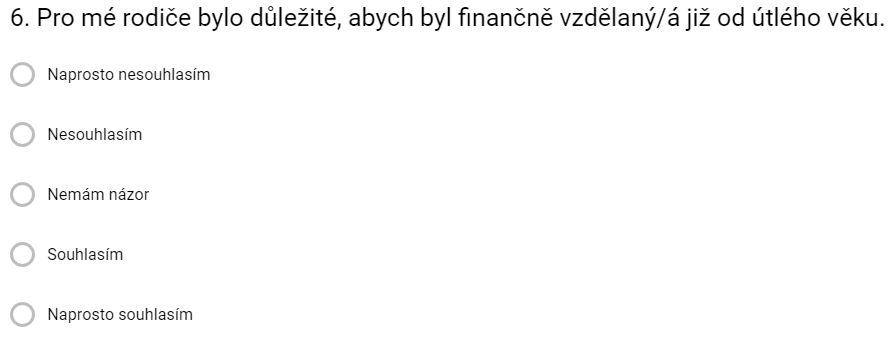 6. Pro mé rodiče bylo důležité, abych byl finančně vzdělaný/á již od útlého věku.
Naprosto nesouhlasím
Nesouhlasím
Nemám názor
Souhlasím
Naprosto souhlasím